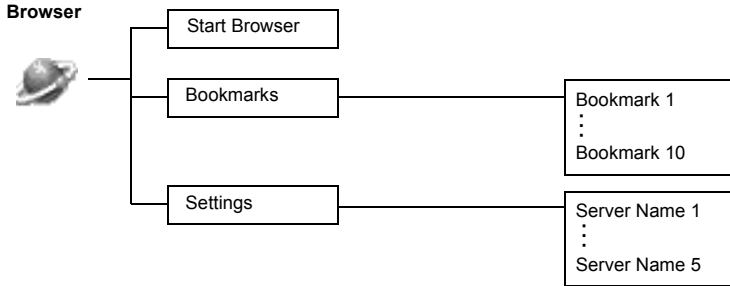 Browser
Start Browser
Bookmarks
Bookmark 1
⋮
Bookmark 10
Settings
Server Name 1
⋮
Server Name 5